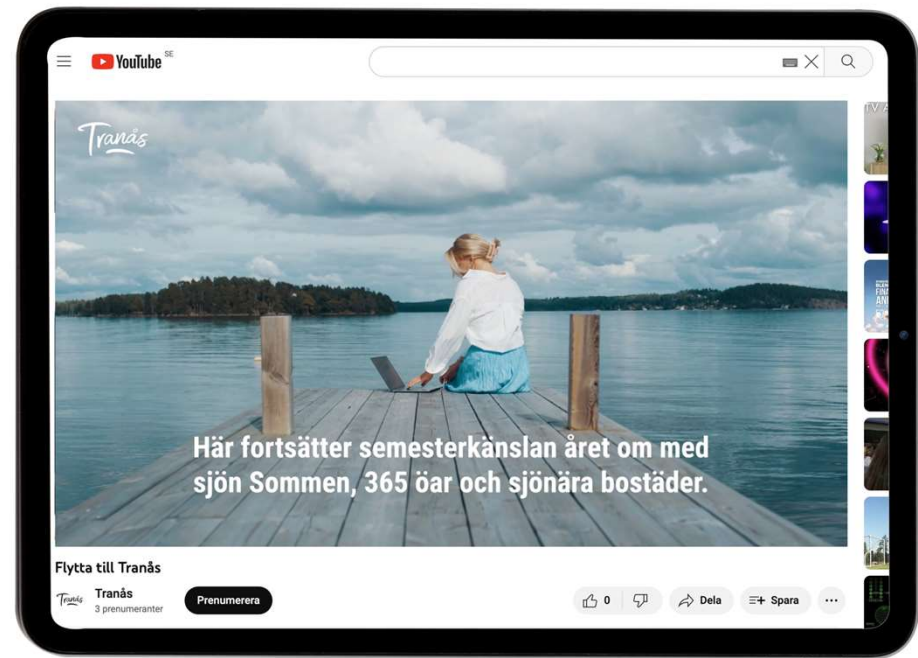 YouTube SE
TV A
Tranås
Här fortsätter semesterkänslan året om med
sjön Sommen, 365 öar och sjönära bostäder.
Flytta till Tranås
Tranås
Tranås
3 prenumeranter
Prenumerera
0
Dela
Spara